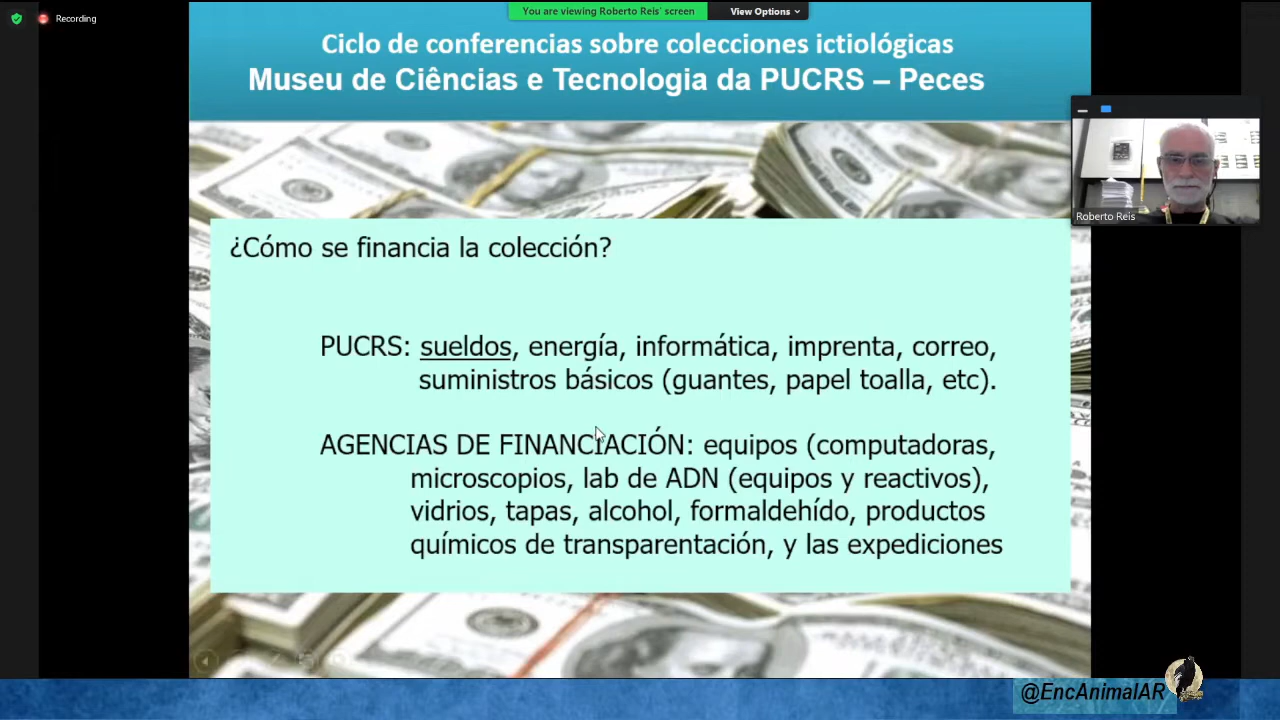 You are viewing Roberto Reis' screen
View Options
Recording
Ciclo de conferencias sobre colecciones ictiológicas
Museu de Ciências e Tecnologia da PUCRS – Peces
Roberto Reis
¿Cómo se financia la colección?
PUCRS: sueldos, energía, informática, imprenta, correo,
suministros básicos (guantes, papel toalla, etc).
AGENCIAS DE FINANCIACIÓN: equipos (computadoras,
microscopios, lab de ADN (equipos y reactivos),
vidrios, tapas, alcohol, formaldehído, productos
químicos de transparentación, y las expediciones
@EncAnimalAR